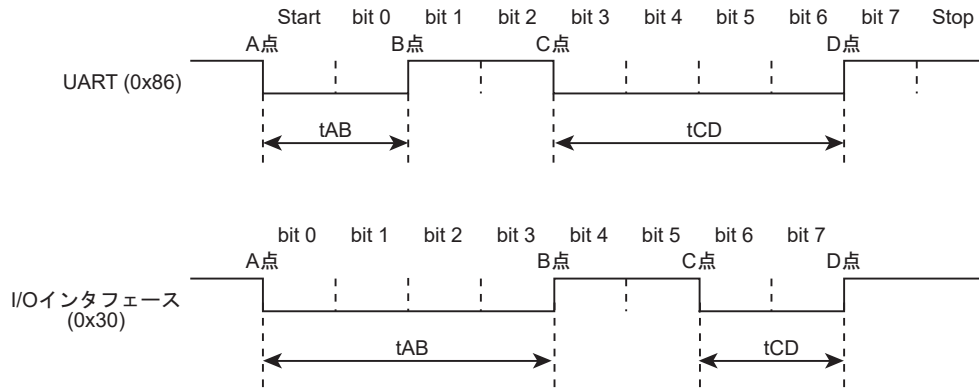 Start bit 0 bit 1 bit 2 bit 3 bit 4 bit 5 bit 6 bit 7 Stop
A点 B点 C点 D点
UART (0x86)
tAB tCD
bit 0 bit 1 bit 2 bit 3 bit 4 bit 5 bit 6 bit 7
A点 B点 C点 D点
I/Oインタフェース
(0x30)
tAB tCD